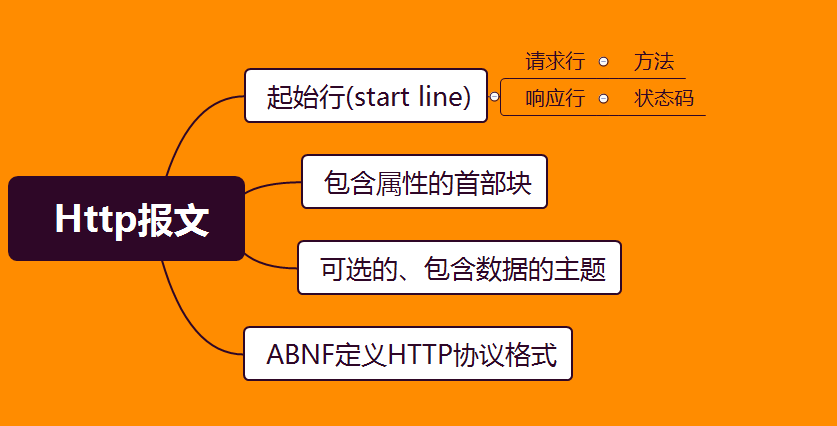 Http报文
起始行(start line)
请求行
方法
响应行
状态码
包含属性的首部块
可选的、包含数据的主题
ABNF定义HTTP协议格式